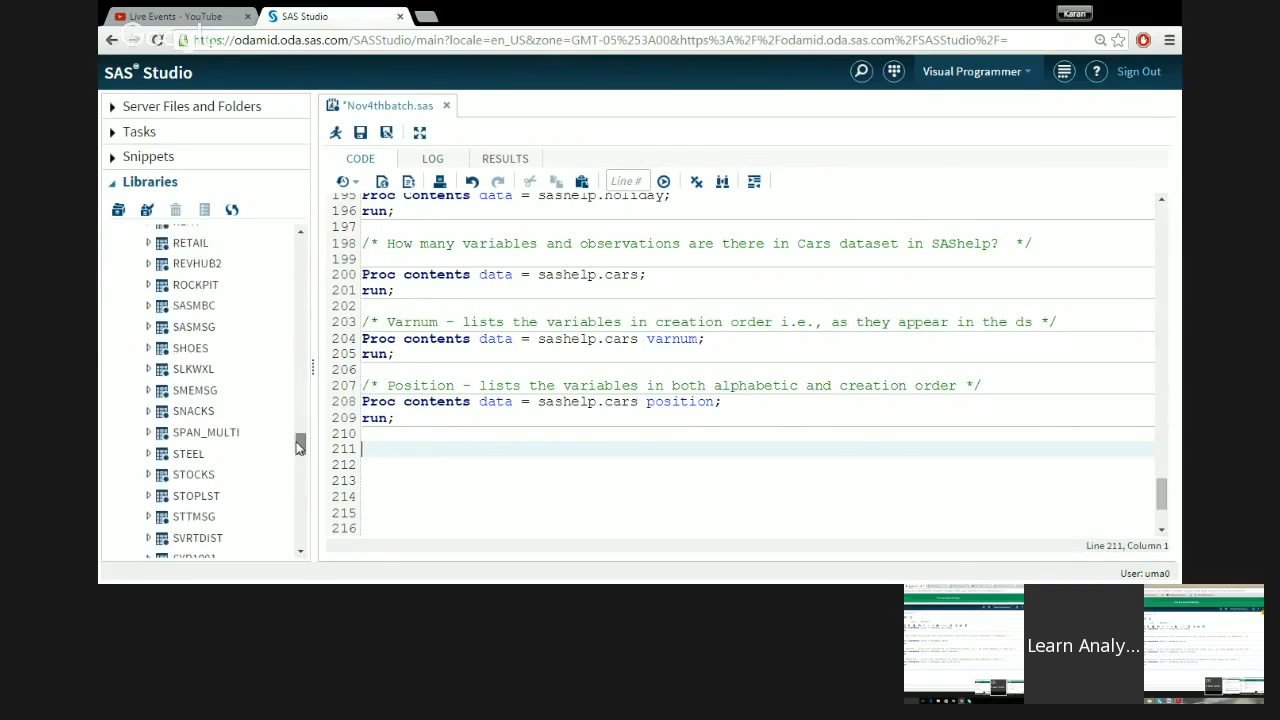 Live Events - YouTube
SAS Studio
Karan
https://odamid.oda.sas.com/SASStudio/main?locale=en_US&zone=GMT-05%253A00&https%3A%2F%2Fodamid.oda.sas.com%2FSASStudio%2F=
SAS® Studio
Visual Programmer
Sign Out
Server Files and Folders
Tasks
Snippets
Libraries
RETAIL
REVHUB2
ROCKPIT
SASMBC
SASMSG
SHOES
SLKWXL
SMEMSG
SNACKS
SPAN_MULTI
STEEL
STOCKS
STOPLST
STTMSG
SVRTDIST
*Nov4thbatch.sas
CODE
LOG
RESULTS
Line #
195 Proc Contents data = sashelp.holiday;
196 run;
197
198 /* How many variables and observations are there in Cars dataset in SAShelp?  */
199
200 Proc contents data = sashelp.cars;
201 run;
202
203 /* Varnum - lists the variables in creation order i.e., as they appear in the ds */
204 Proc contents data = sashelp.cars varnum;
205 run;
206
207 /* Position - lists the variables in both alphabetic and creation order */
208 Proc contents data = sashelp.cars position;
209 run;
210
211
212
213
214
215
216
Line 211, Column 1
User: uma0
Learn Analy...